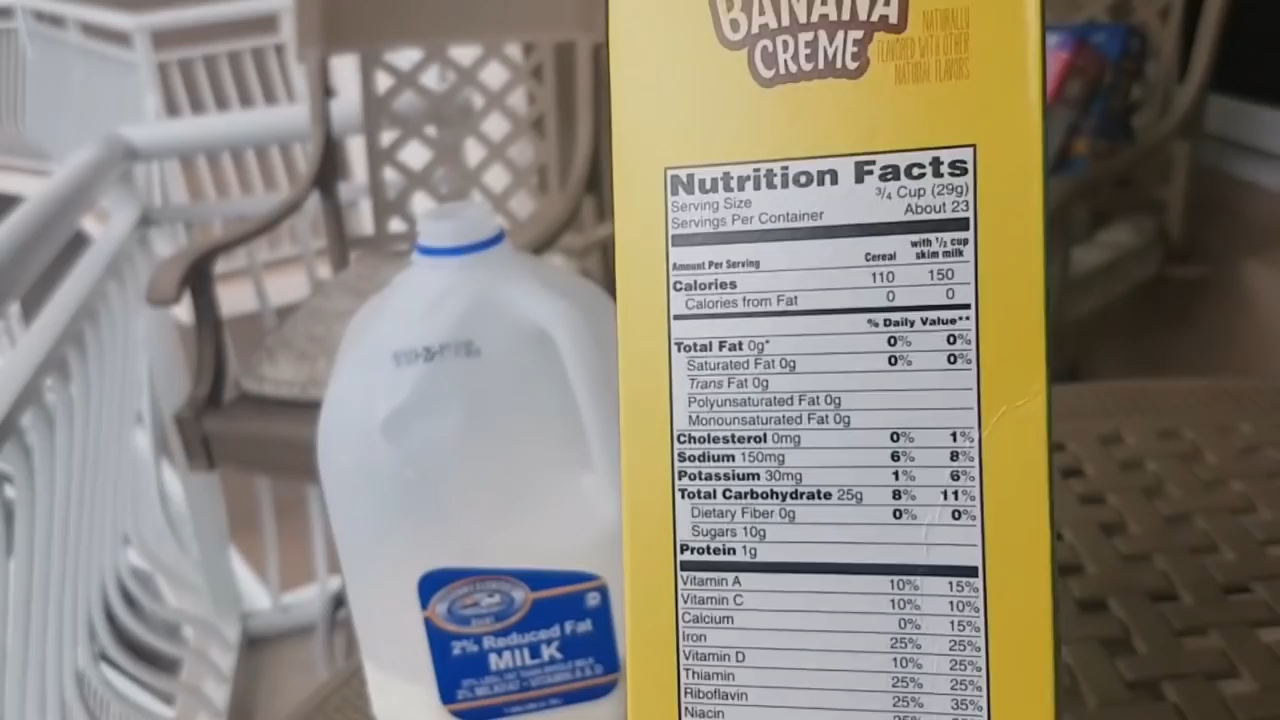 BANANA
CREME
NATURALLY
FLAVORED WITH OTHER
NATURAL FLAVORS
Nutrition Facts
Serving Size 3/4 Cup (29g)
Servings Per Container About 23
Amount Per Serving Cereal with 1/2 cup skim milk
Calories 110 150
Calories from Fat 0 0
% Daily Value**
Total Fat 0g* 0% 0%
Saturated Fat 0g 0% 0%
Trans Fat 0g
Polyunsaturated Fat 0g
Monounsaturated Fat 0g
Cholesterol 0mg 0% 1%
Sodium 150mg 6% 8%
Potassium 30mg 1% 6%
Total Carbohydrate 25g 8% 11%
Dietary Fiber 0g 0% 0%
Sugars 10g
Protein 1g
Vitamin A 10% 15%
Vitamin C 10% 10%
Calcium 0% 15%
Iron 25% 25%
Vitamin D 10% 25%
Thiamin 25% 25%
Riboflavin 25% 35%
Niacin
2% Reduced Fat
MILK
2% MILKFAT • VITAMIN A & D